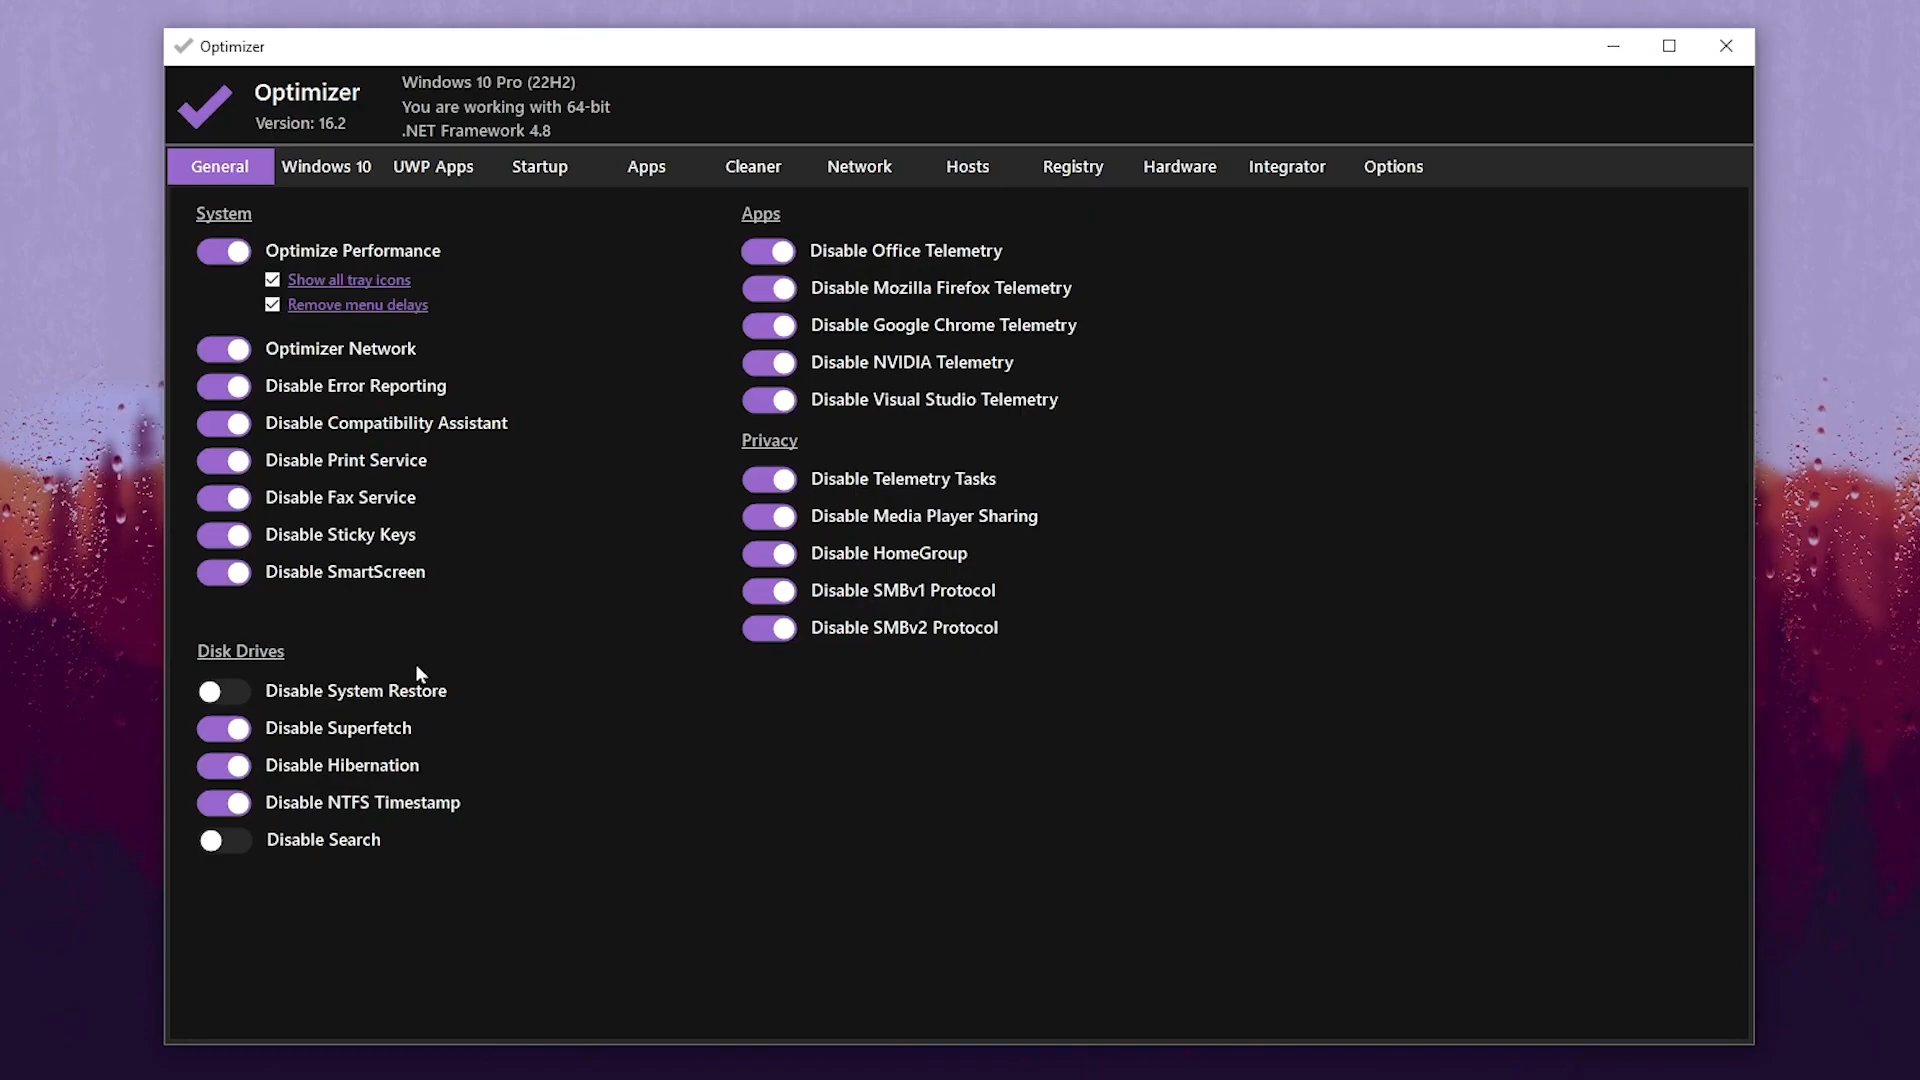 Optimizer
Optimizer
Version: 16.2
Windows 10 Pro (22H2)
You are working with 64-bit
.NET Framework 4.8
General Windows 10 UWP Apps Startup Apps Cleaner Network Hosts Registry Hardware Integrator Options
System
Optimize Performance
Show all tray icons
Remove menu delays
Optimizer Network
Disable Error Reporting
Disable Compatibility Assistant
Disable Print Service
Disable Fax Service
Disable Sticky Keys
Disable SmartScreen
Disk Drives
Disable System Restore
Disable Superfetch
Disable Hibernation
Disable NTFS Timestamp
Disable Search
Apps
Disable Office Telemetry
Disable Mozilla Firefox Telemetry
Disable Google Chrome Telemetry
Disable NVIDIA Telemetry
Disable Visual Studio Telemetry
Privacy
Disable Telemetry Tasks
Disable Media Player Sharing
Disable HomeGroup
Disable SMBv1 Protocol
Disable SMBv2 Protocol